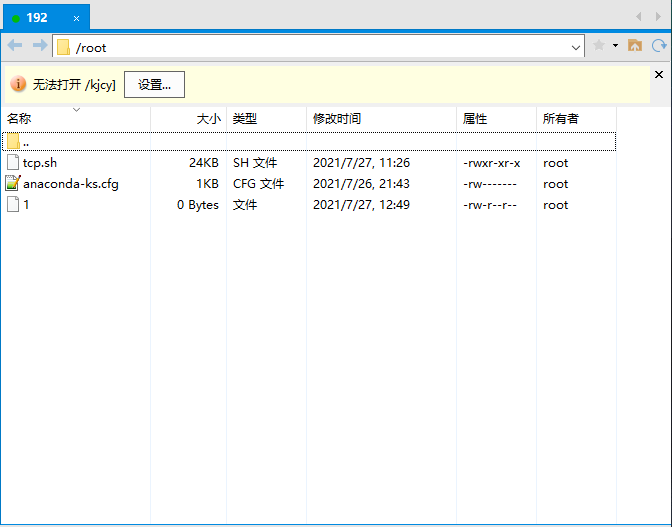 192 ×
/root
无法打开 /kjcy] 设置...
名称 大小 类型 修改时间 属性 所有者
..
tcp.sh 24KB SH 文件 2021/7/27, 11:26 -rwxr-xr-x root
anaconda-ks.cfg 1KB CFG 文件 2021/7/26, 21:43 -rw------- root
1 0 Bytes 文件 2021/7/27, 12:49 -rw-r--r-- root